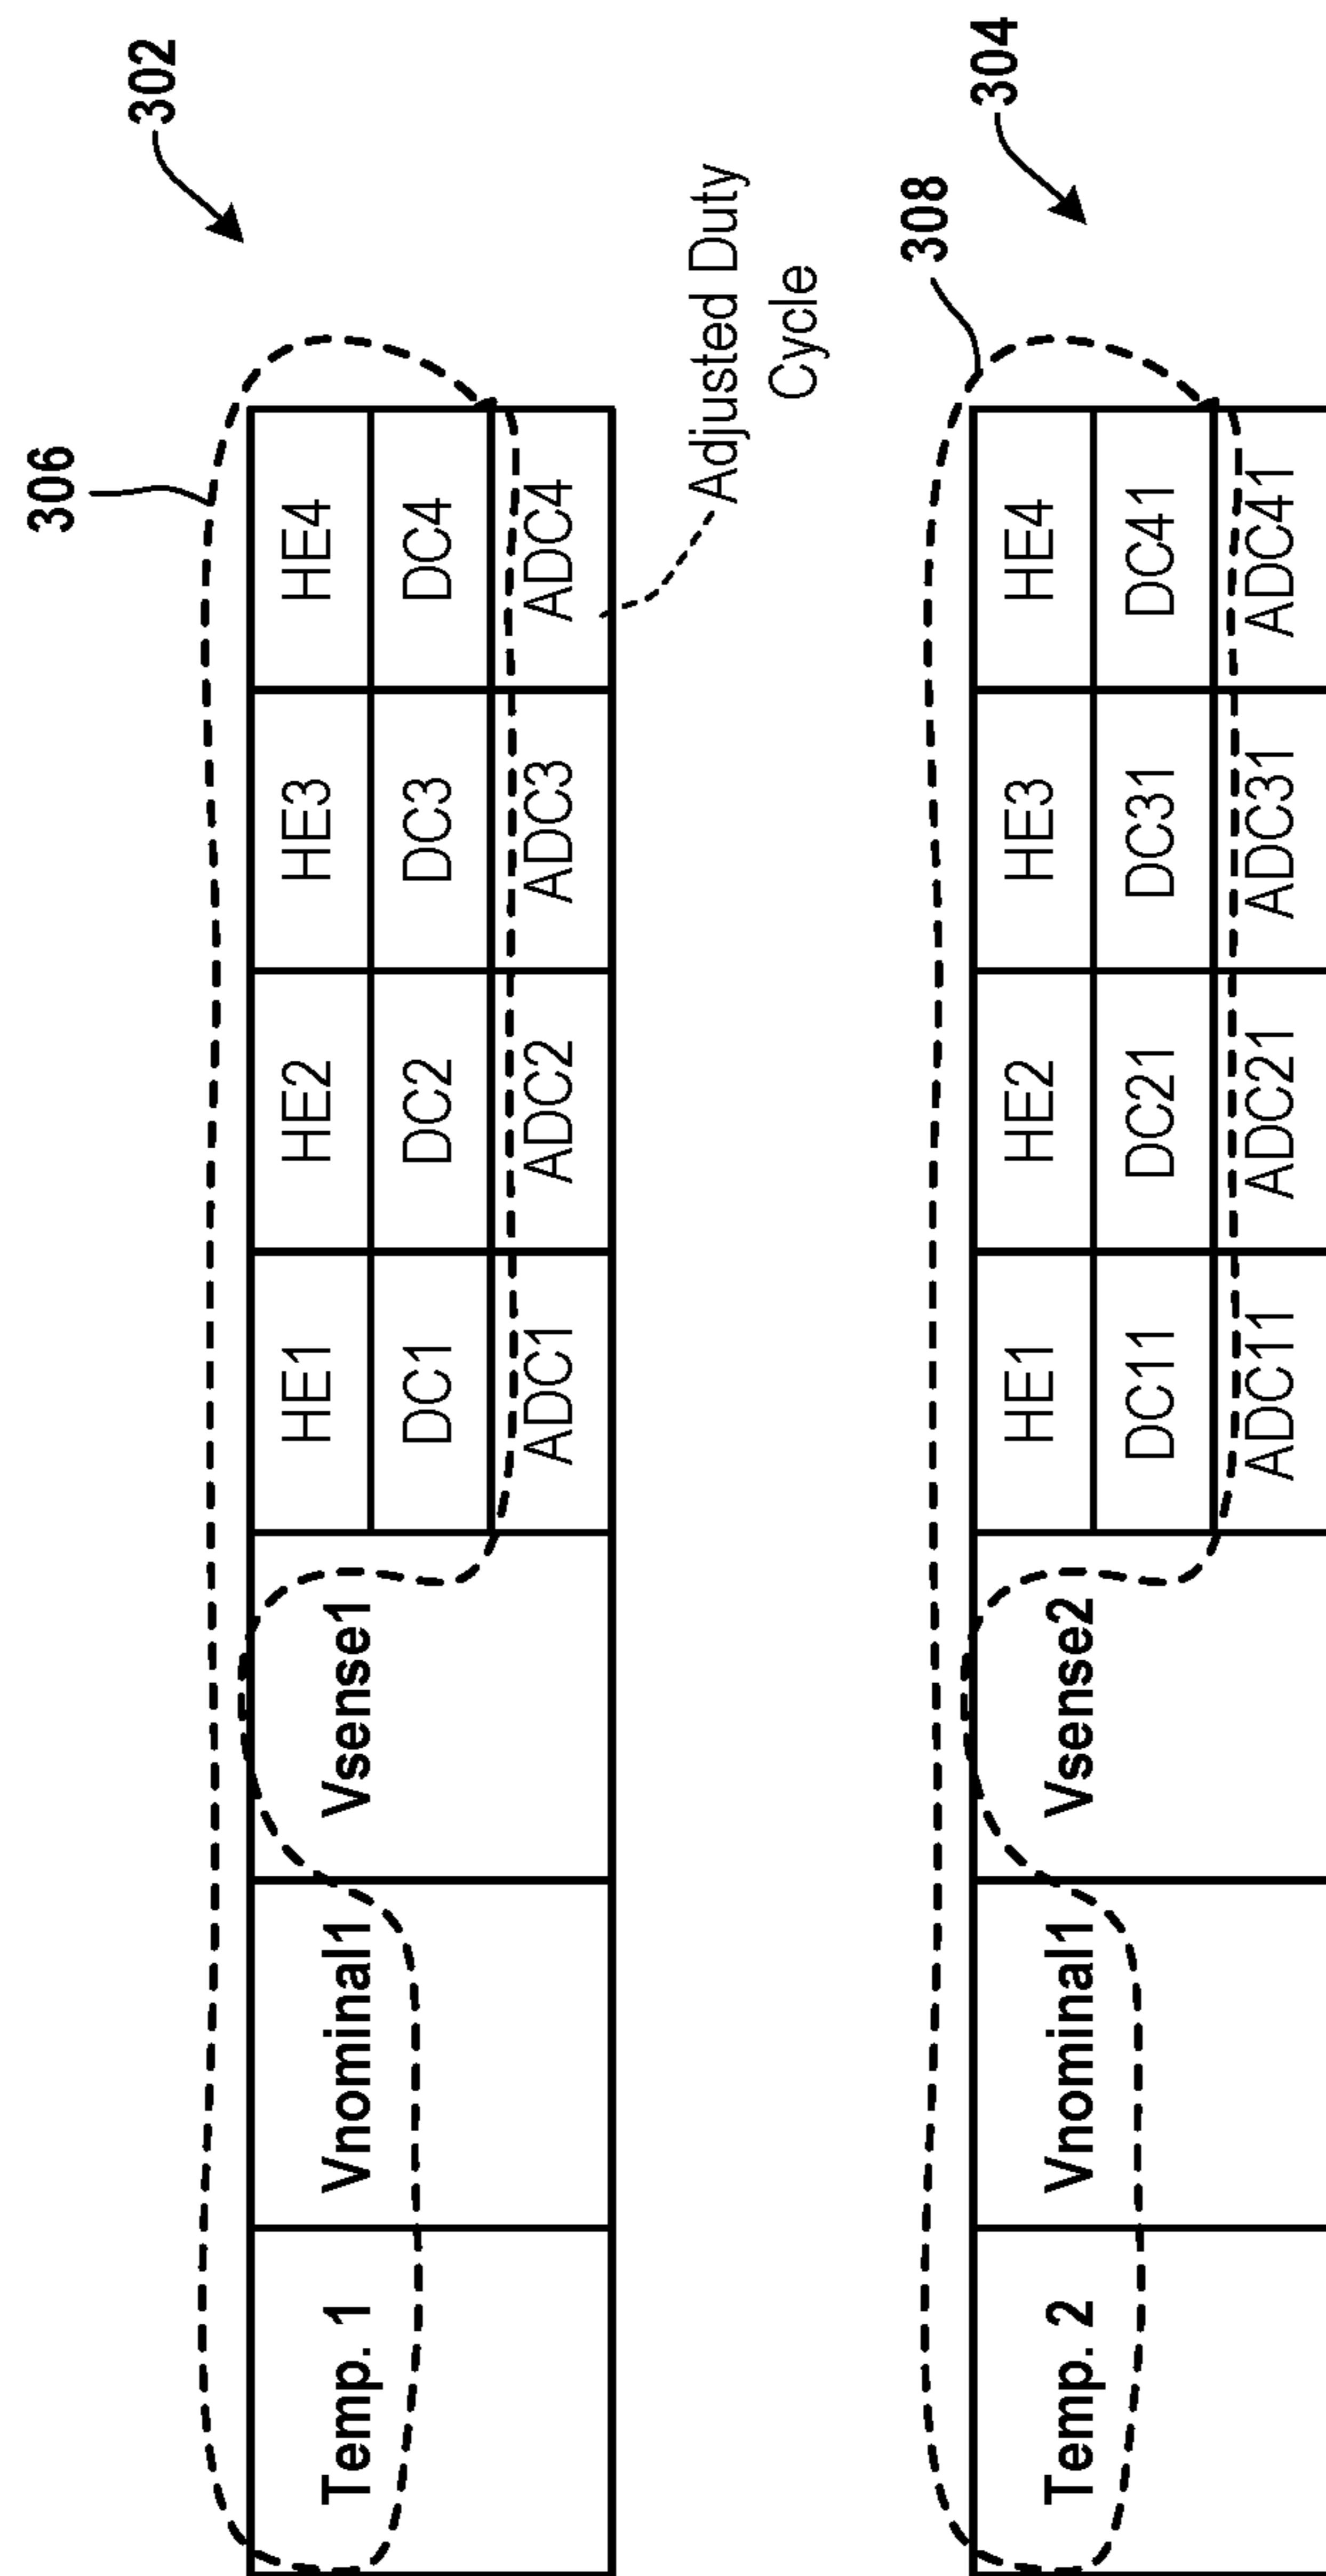 302
306
Temp. 1 Vnominal1 Vsense1 HE1 HE2 HE3 HE4
DC1 DC2 DC3 DC4
ADC1 ADC2 ADC3 ADC4
Adjusted Duty
Cycle
304
308
Temp. 2 Vnominal1 Vsense2 HE1 HE2 HE3 HE4
DC11 DC21 DC31 DC41
ADC11 ADC21 ADC31 ADC41